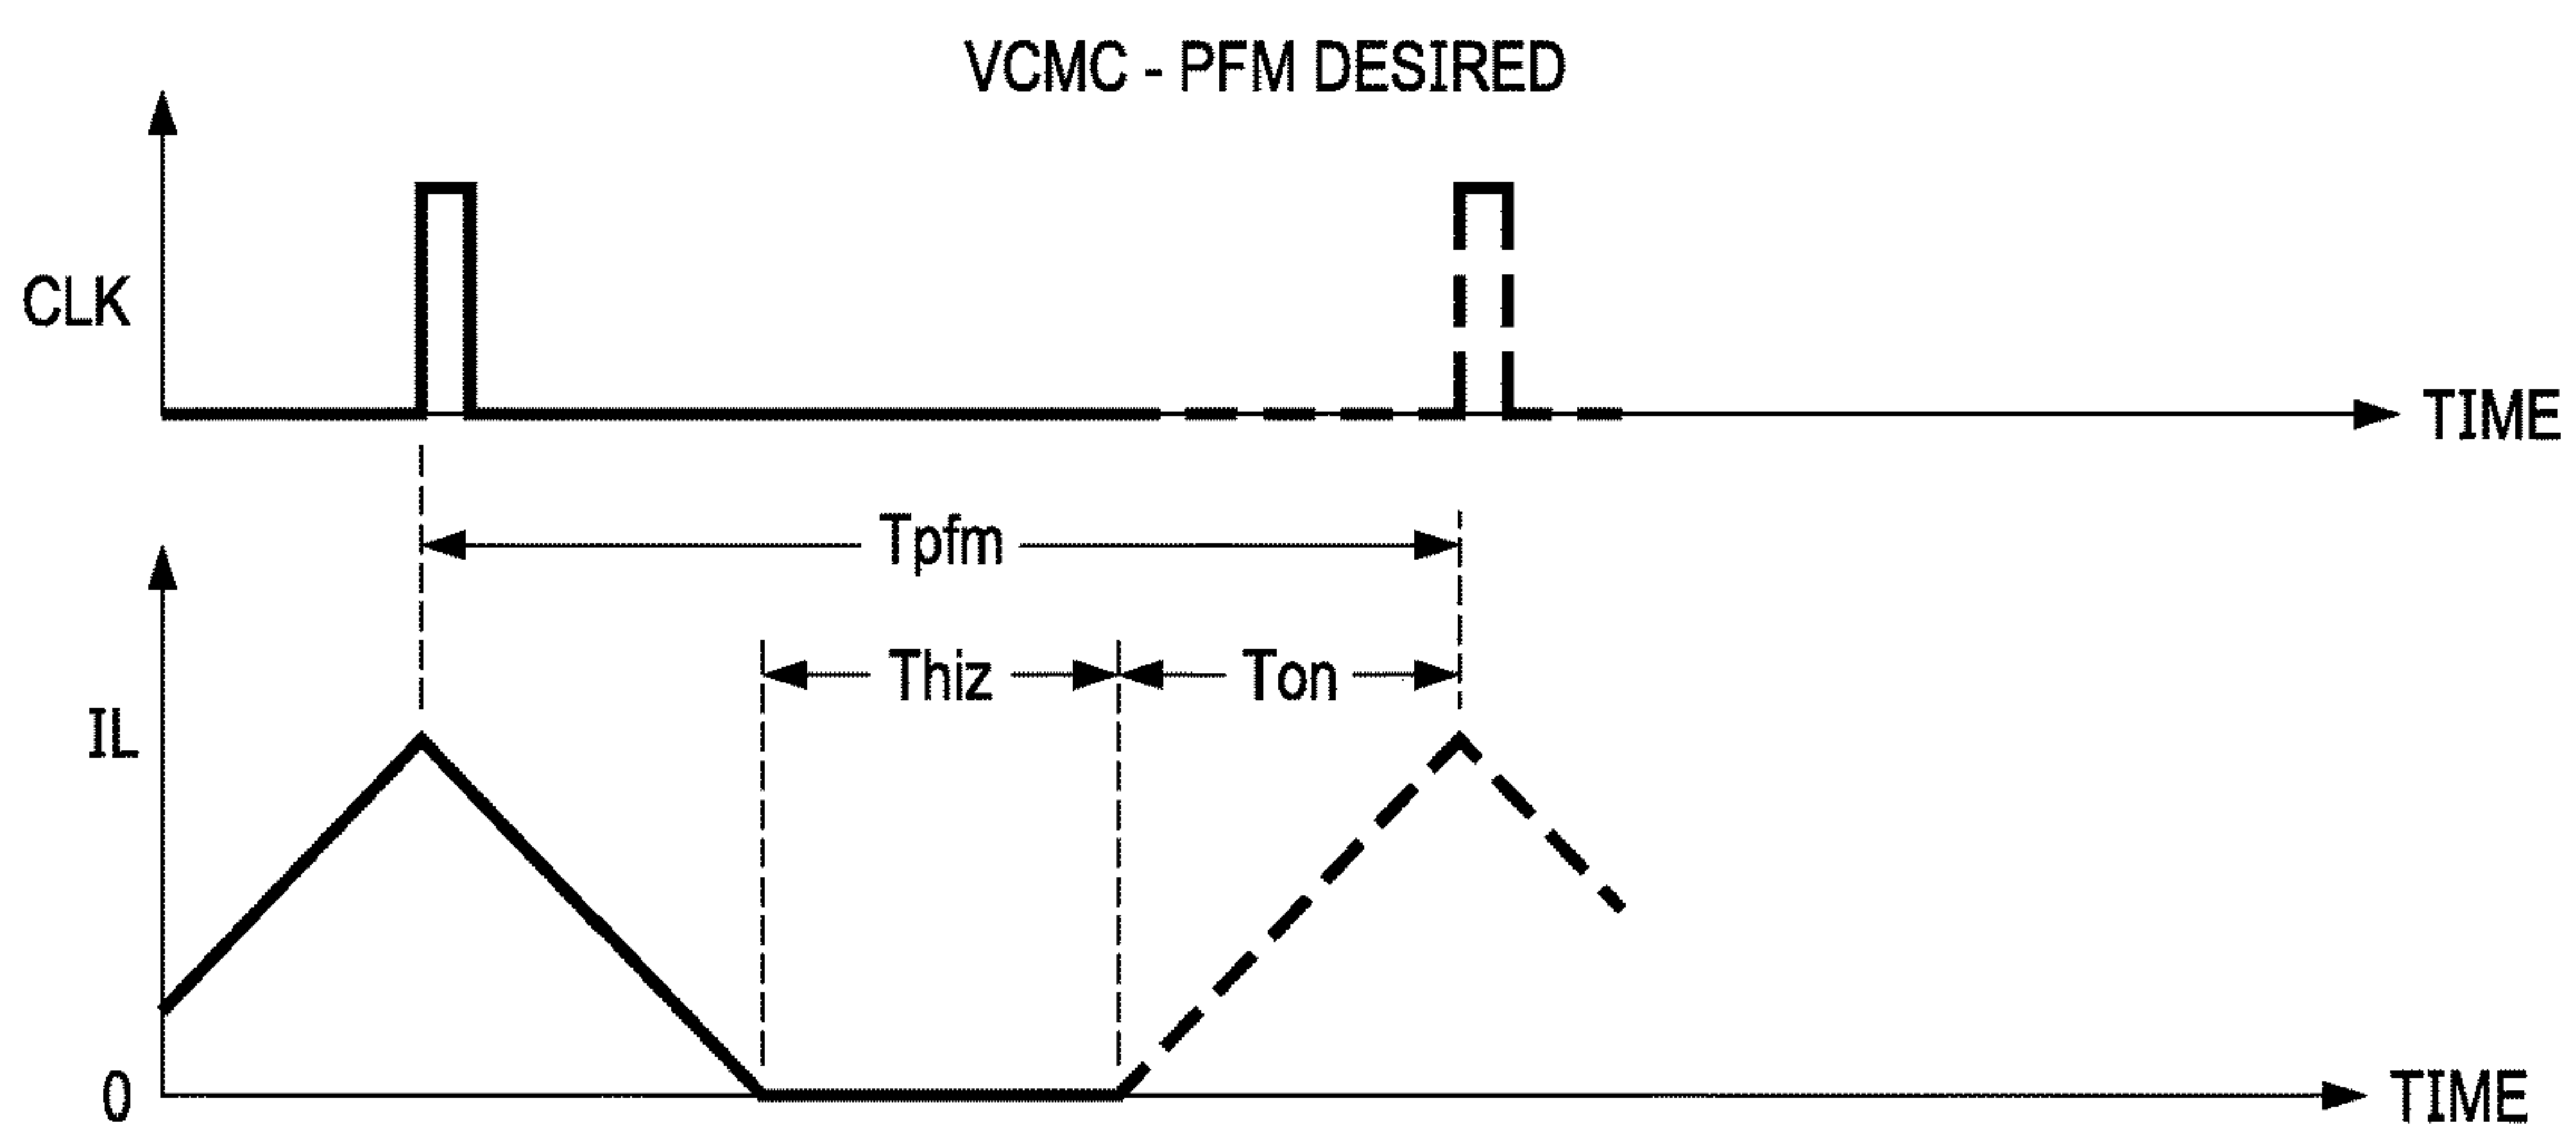 VCMC - PFM DESIRED
CLK
TIME
Tpfm
Thiz
Ton
IL
0
TIME